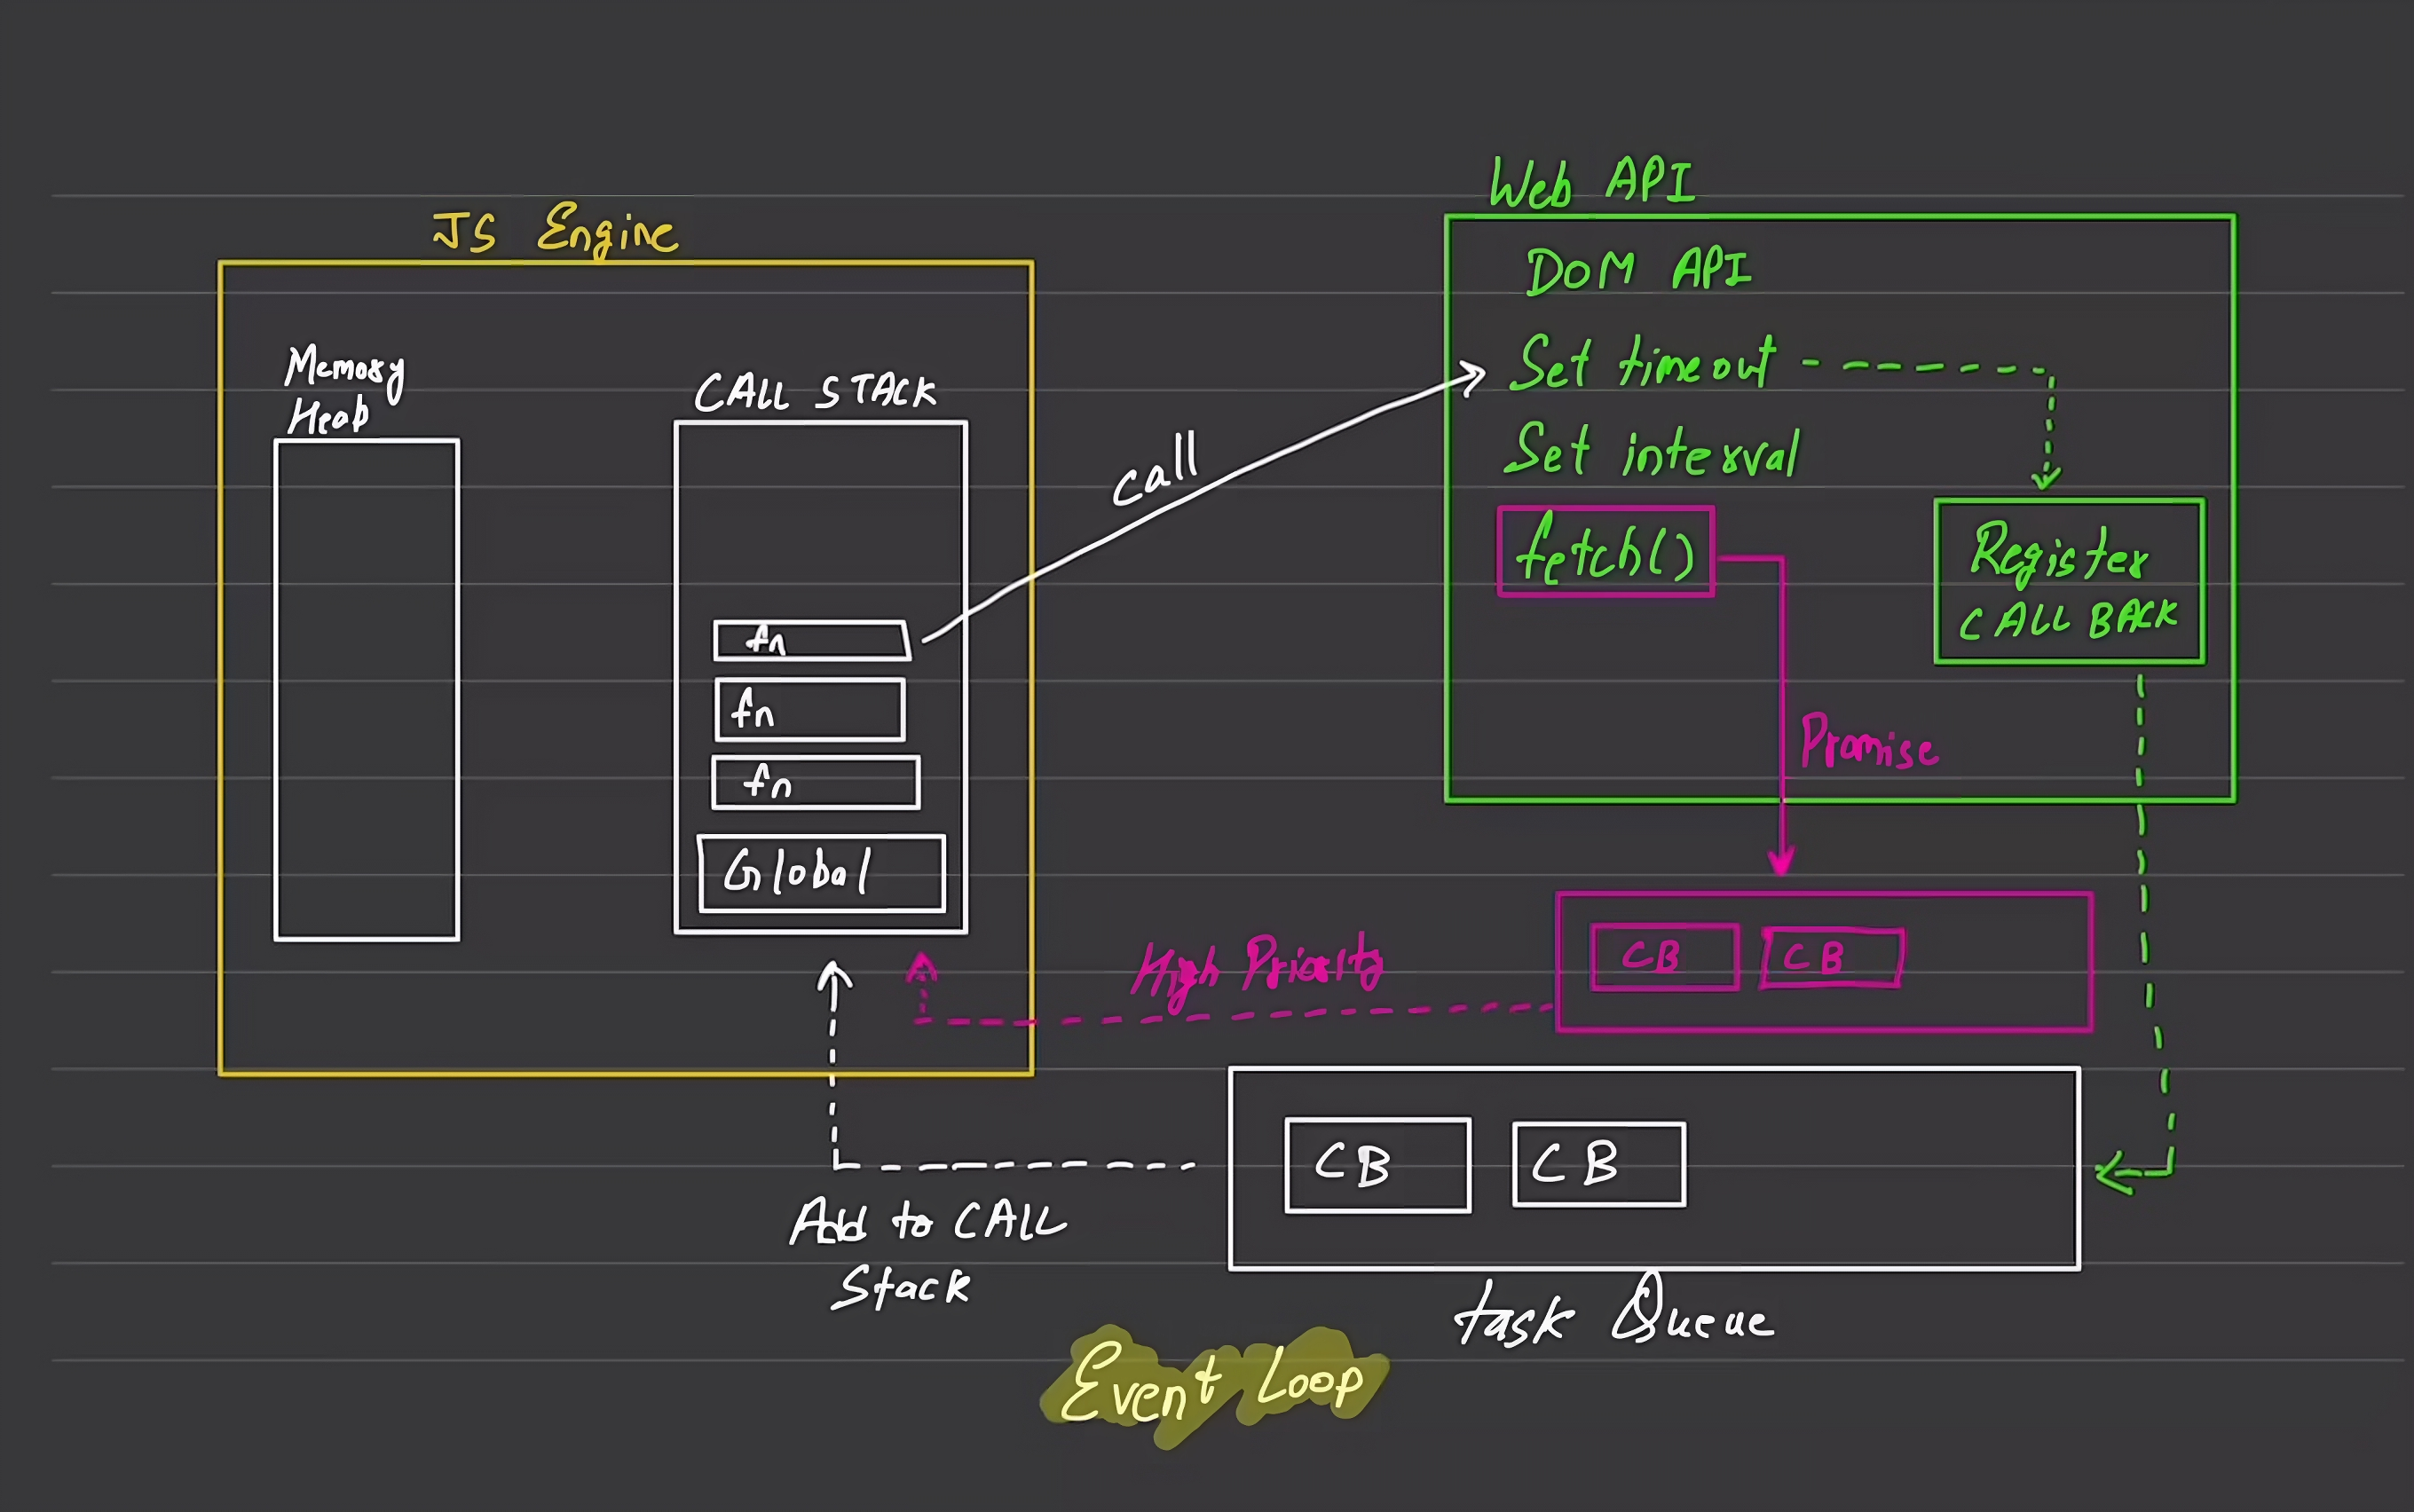 JS Engine
Memory
Heap
CALL STACK
fn
fn
fn
Global
call
Web API
DOM API
Set timeout
Set interval
fetch()
Register
CALL BACK
Promise
High Priority
CB CB
CB CB
Add to CALL
Stack
task Queue
Event Loop